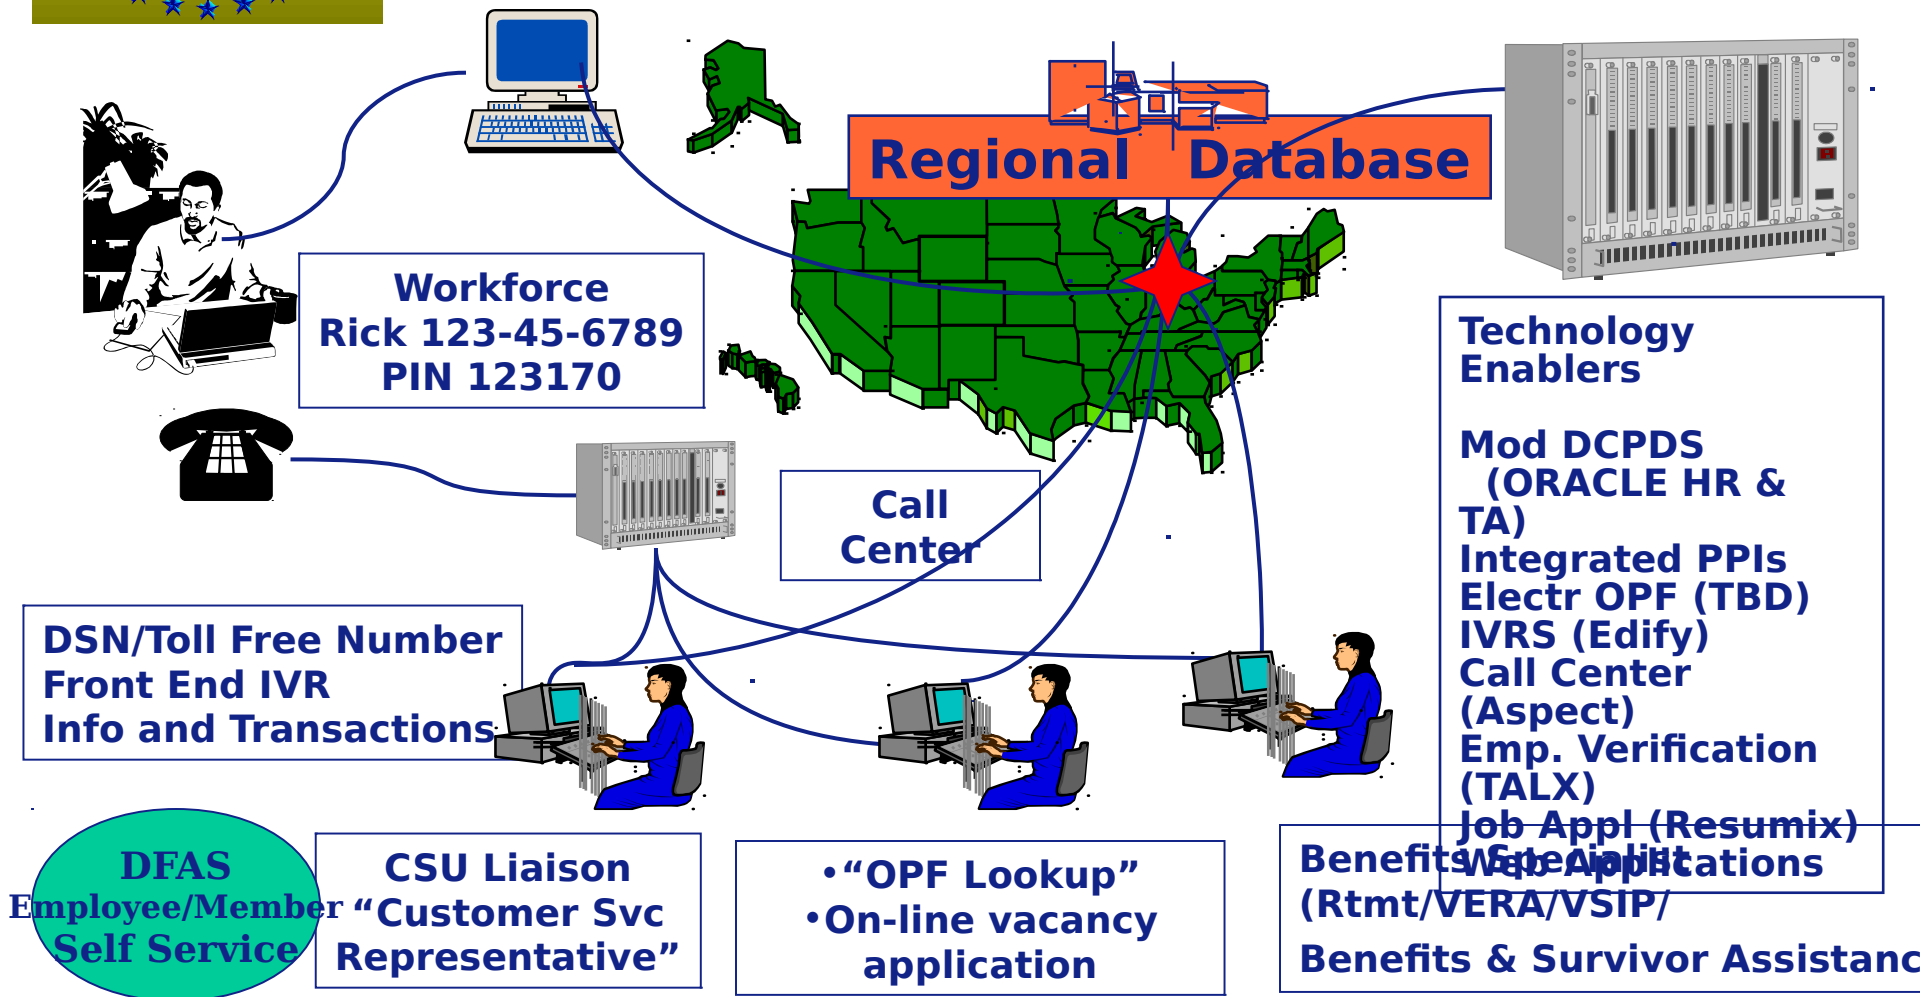 Regional Database
Workforce
Rick 123-45-6789
PIN 123170
Call
Center
Technology
Enablers
Mod DCPDS
(ORACLE HR &
TA)
Integrated PPIs
Electr OPF (TBD)
IVRS (Edify)
Call Center
(Aspect)
Emp. Verification
(TALX)
Job Appl (Resumix)
Web Applications
DSN/Toll Free Number
Front End IVR
Info and Transactions
DFAS
Employee/Member
Self Service
CSU Liaison
“Customer Svc
Representative”
•“OPF Lookup”
•On-line vacancy
application
Benefits Specialist
(Rtmt/VERA/VSIP/
Benefits & Survivor Assistanc